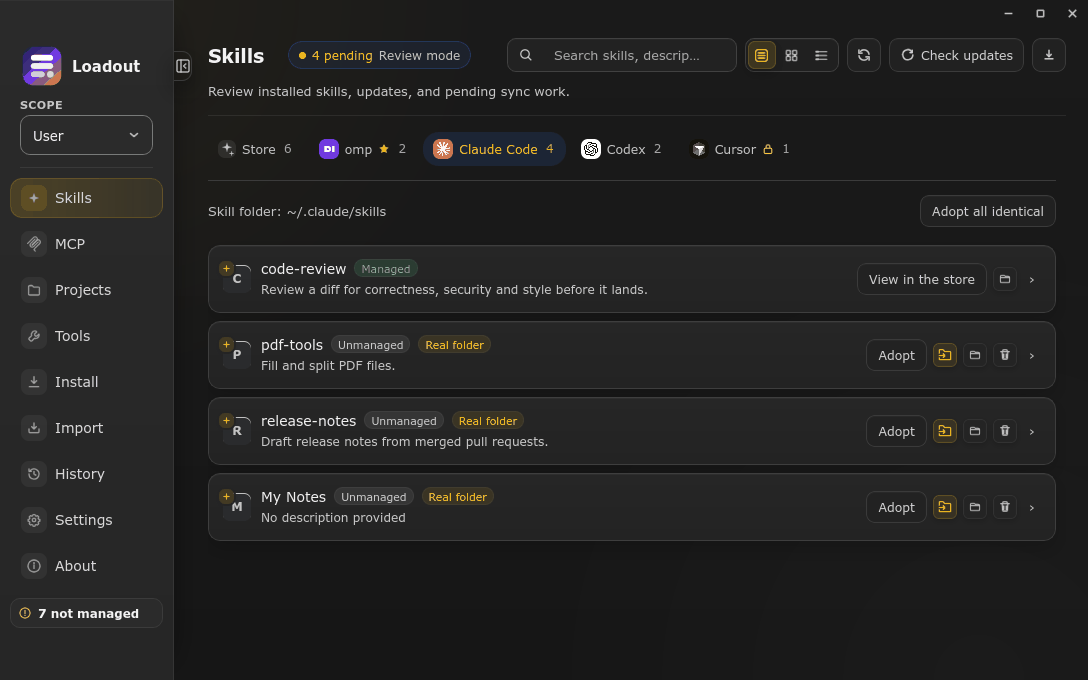 Loadout
SCOPE
User
Skills
MCP
Projects
Tools
Install
Import
History
Settings
About
7 not managed
Skills
4 pending Review mode
Search skills, descrip...
Check updates
Review installed skills, updates, and pending sync work.
Store 6
omp 2
Claude Code 4
Codex 2
Cursor 1
Skill folder: ~/.claude/skills
Adopt all identical
C
code-review Managed
Review a diff for correctness, security and style before it lands.
View in the store
P
pdf-tools Unmanaged Real folder
Fill and split PDF files.
Adopt
R
release-notes Unmanaged Real folder
Draft release notes from merged pull requests.
Adopt
M
My Notes Unmanaged Real folder
No description provided
Adopt